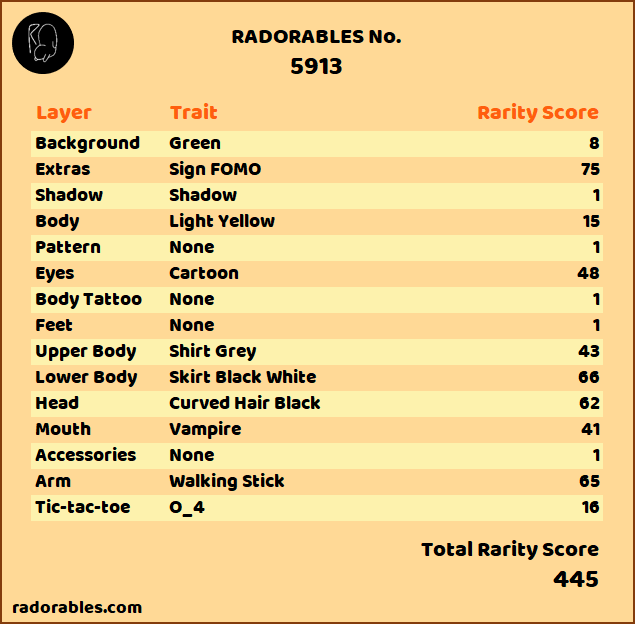 RADORABLES No.
5913
Layer Trait Rarity Score
Background Green 8
Extras Sign FOMO 75
Shadow Shadow 1
Body Light Yellow 15
Pattern None 1
Eyes Cartoon 48
Body Tattoo None 1
Feet None 1
Upper Body Shirt Grey 43
Lower Body Skirt Black White 66
Head Curved Hair Black 62
Mouth Vampire 41
Accessories None 1
Arm Walking Stick 65
Tic-tac-toe O_4 16
Total Rarity Score
445
radorables.com